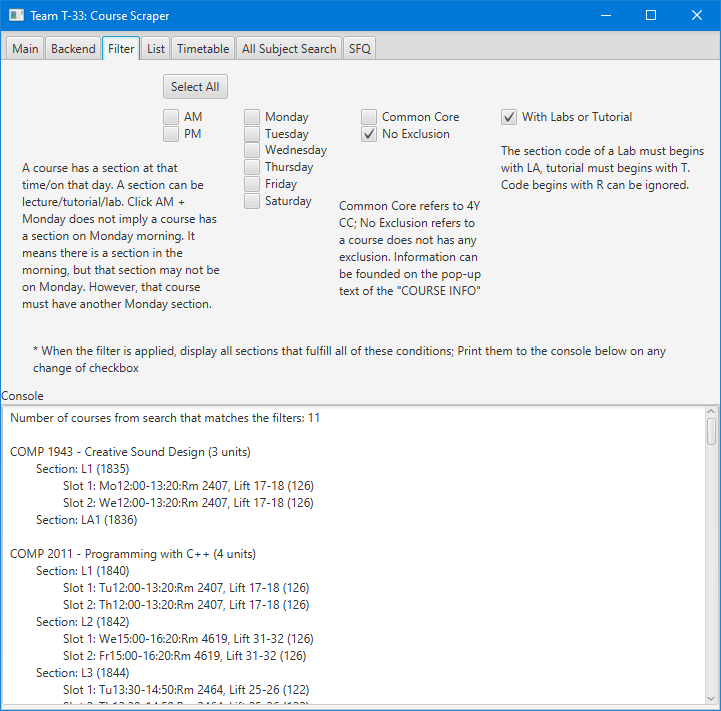 Team T-33: Course Scraper
Main Backend Filter List Timetable All Subject Search SFQ
Select All
AM
PM
Monday
Tuesday
Wednesday
Thursday
Friday
Saturday
Common Core
No Exclusion
With Labs or Tutorial
A course has a section at that
time/on that day. A section can be
lecture/tutorial/lab. Click AM +
Monday does not imply a course has
a section on Monday morning. It
means there is a section in the
morning, but that section may not be
on Monday. However, that course
must have another Monday section.
Common Core refers to 4Y
CC; No Exclusion refers to
a course does not has any
exclusion. Information can
be founded on the pop-up
text of the "COURSE INFO"
The section code of a Lab must begins
with LA, tutorial must begins with T.
Code begins with R can be ignored.
* When the filter is applied, display all sections that fulfill all of these conditions; Print them to the console below on any
change of checkbox
Console
Number of courses from search that matches the filters: 11
COMP 1943 - Creative Sound Design (3 units)
Section: L1 (1835)
Slot 1: Mo12:00-13:20:Rm 2407, Lift 17-18 (126)
Slot 2: We12:00-13:20:Rm 2407, Lift 17-18 (126)
Section: LA1 (1836)
COMP 2011 - Programming with C++ (4 units)
Section: L1 (1840)
Slot 1: Tu12:00-13:20:Rm 2407, Lift 17-18 (126)
Slot 2: Th12:00-13:20:Rm 2407, Lift 17-18 (126)
Section: L2 (1842)
Slot 1: We15:00-16:20:Rm 4619, Lift 31-32 (126)
Slot 2: Fr15:00-16:20:Rm 4619, Lift 31-32 (126)
Section: L3 (1844)
Slot 1: Tu13:30-14:50:Rm 2464, Lift 25-26 (122)